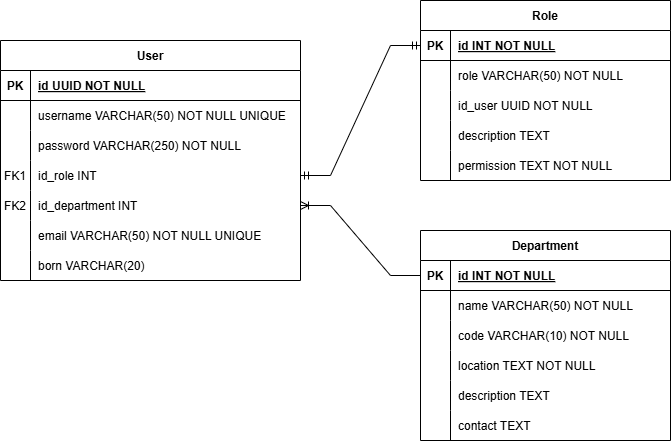 User
PK id UUID NOT NULL
username VARCHAR(50) NOT NULL UNIQUE
password VARCHAR(250) NOT NULL
FK1 id_role INT
FK2 id_department INT
email VARCHAR(50) NOT NULL UNIQUE
born VARCHAR(20)
Role
PK id INT NOT NULL
role VARCHAR(50) NOT NULL
id_user UUID NOT NULL
description TEXT
permission TEXT NOT NULL
Department
PK id INT NOT NULL
name VARCHAR(50) NOT NULL
code VARCHAR(10) NOT NULL
location TEXT NOT NULL
description TEXT
contact TEXT